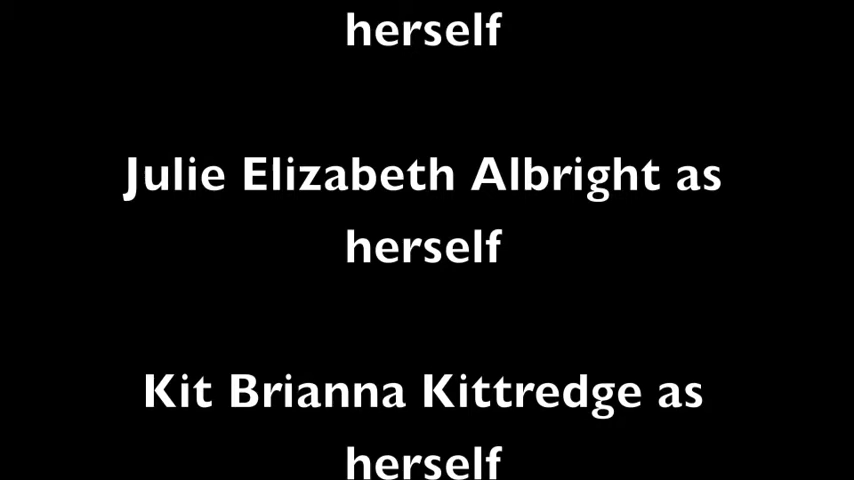 herself
Julie Elizabeth Albright as
herself
Kit Brianna Kittredge as
herself